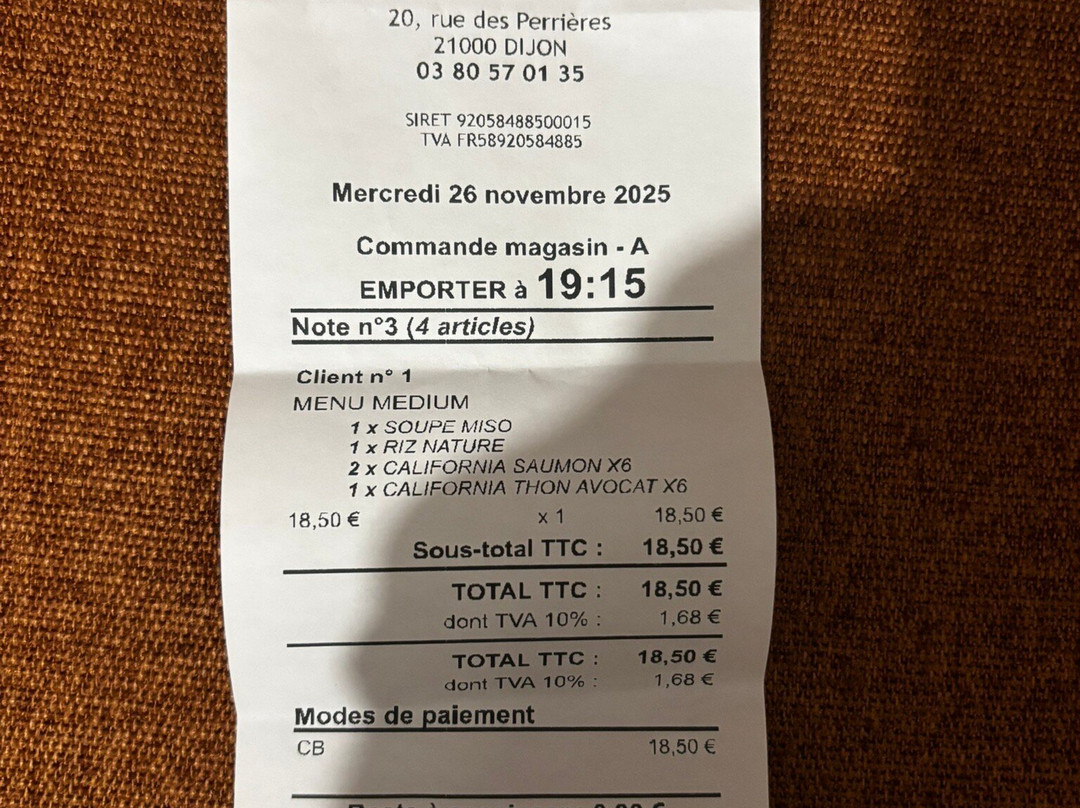 20, rue des Perrières
21000 DIJON
03 80 57 01 35
SIRET 92058488500015
TVA FR58920584885
Mercredi 26 novembre 2025
Commande magasin - A
EMPORTER à 19:15
Note n°3 (4 articles)
Client n° 1
MENU MEDIUM
1 x SOUPE MISO
1 x RIZ NATURE
2 x CALIFORNIA SAUMON X6
1 x CALIFORNIA THON AVOCAT X6
18,50 € x 1 18,50 €
Sous-total TTC : 18,50 €
TOTAL TTC : 18,50 €
dont TVA 10% : 1,68 €
TOTAL TTC : 18,50 €
dont TVA 10% : 1,68 €
Modes de paiement
CB 18,50 €